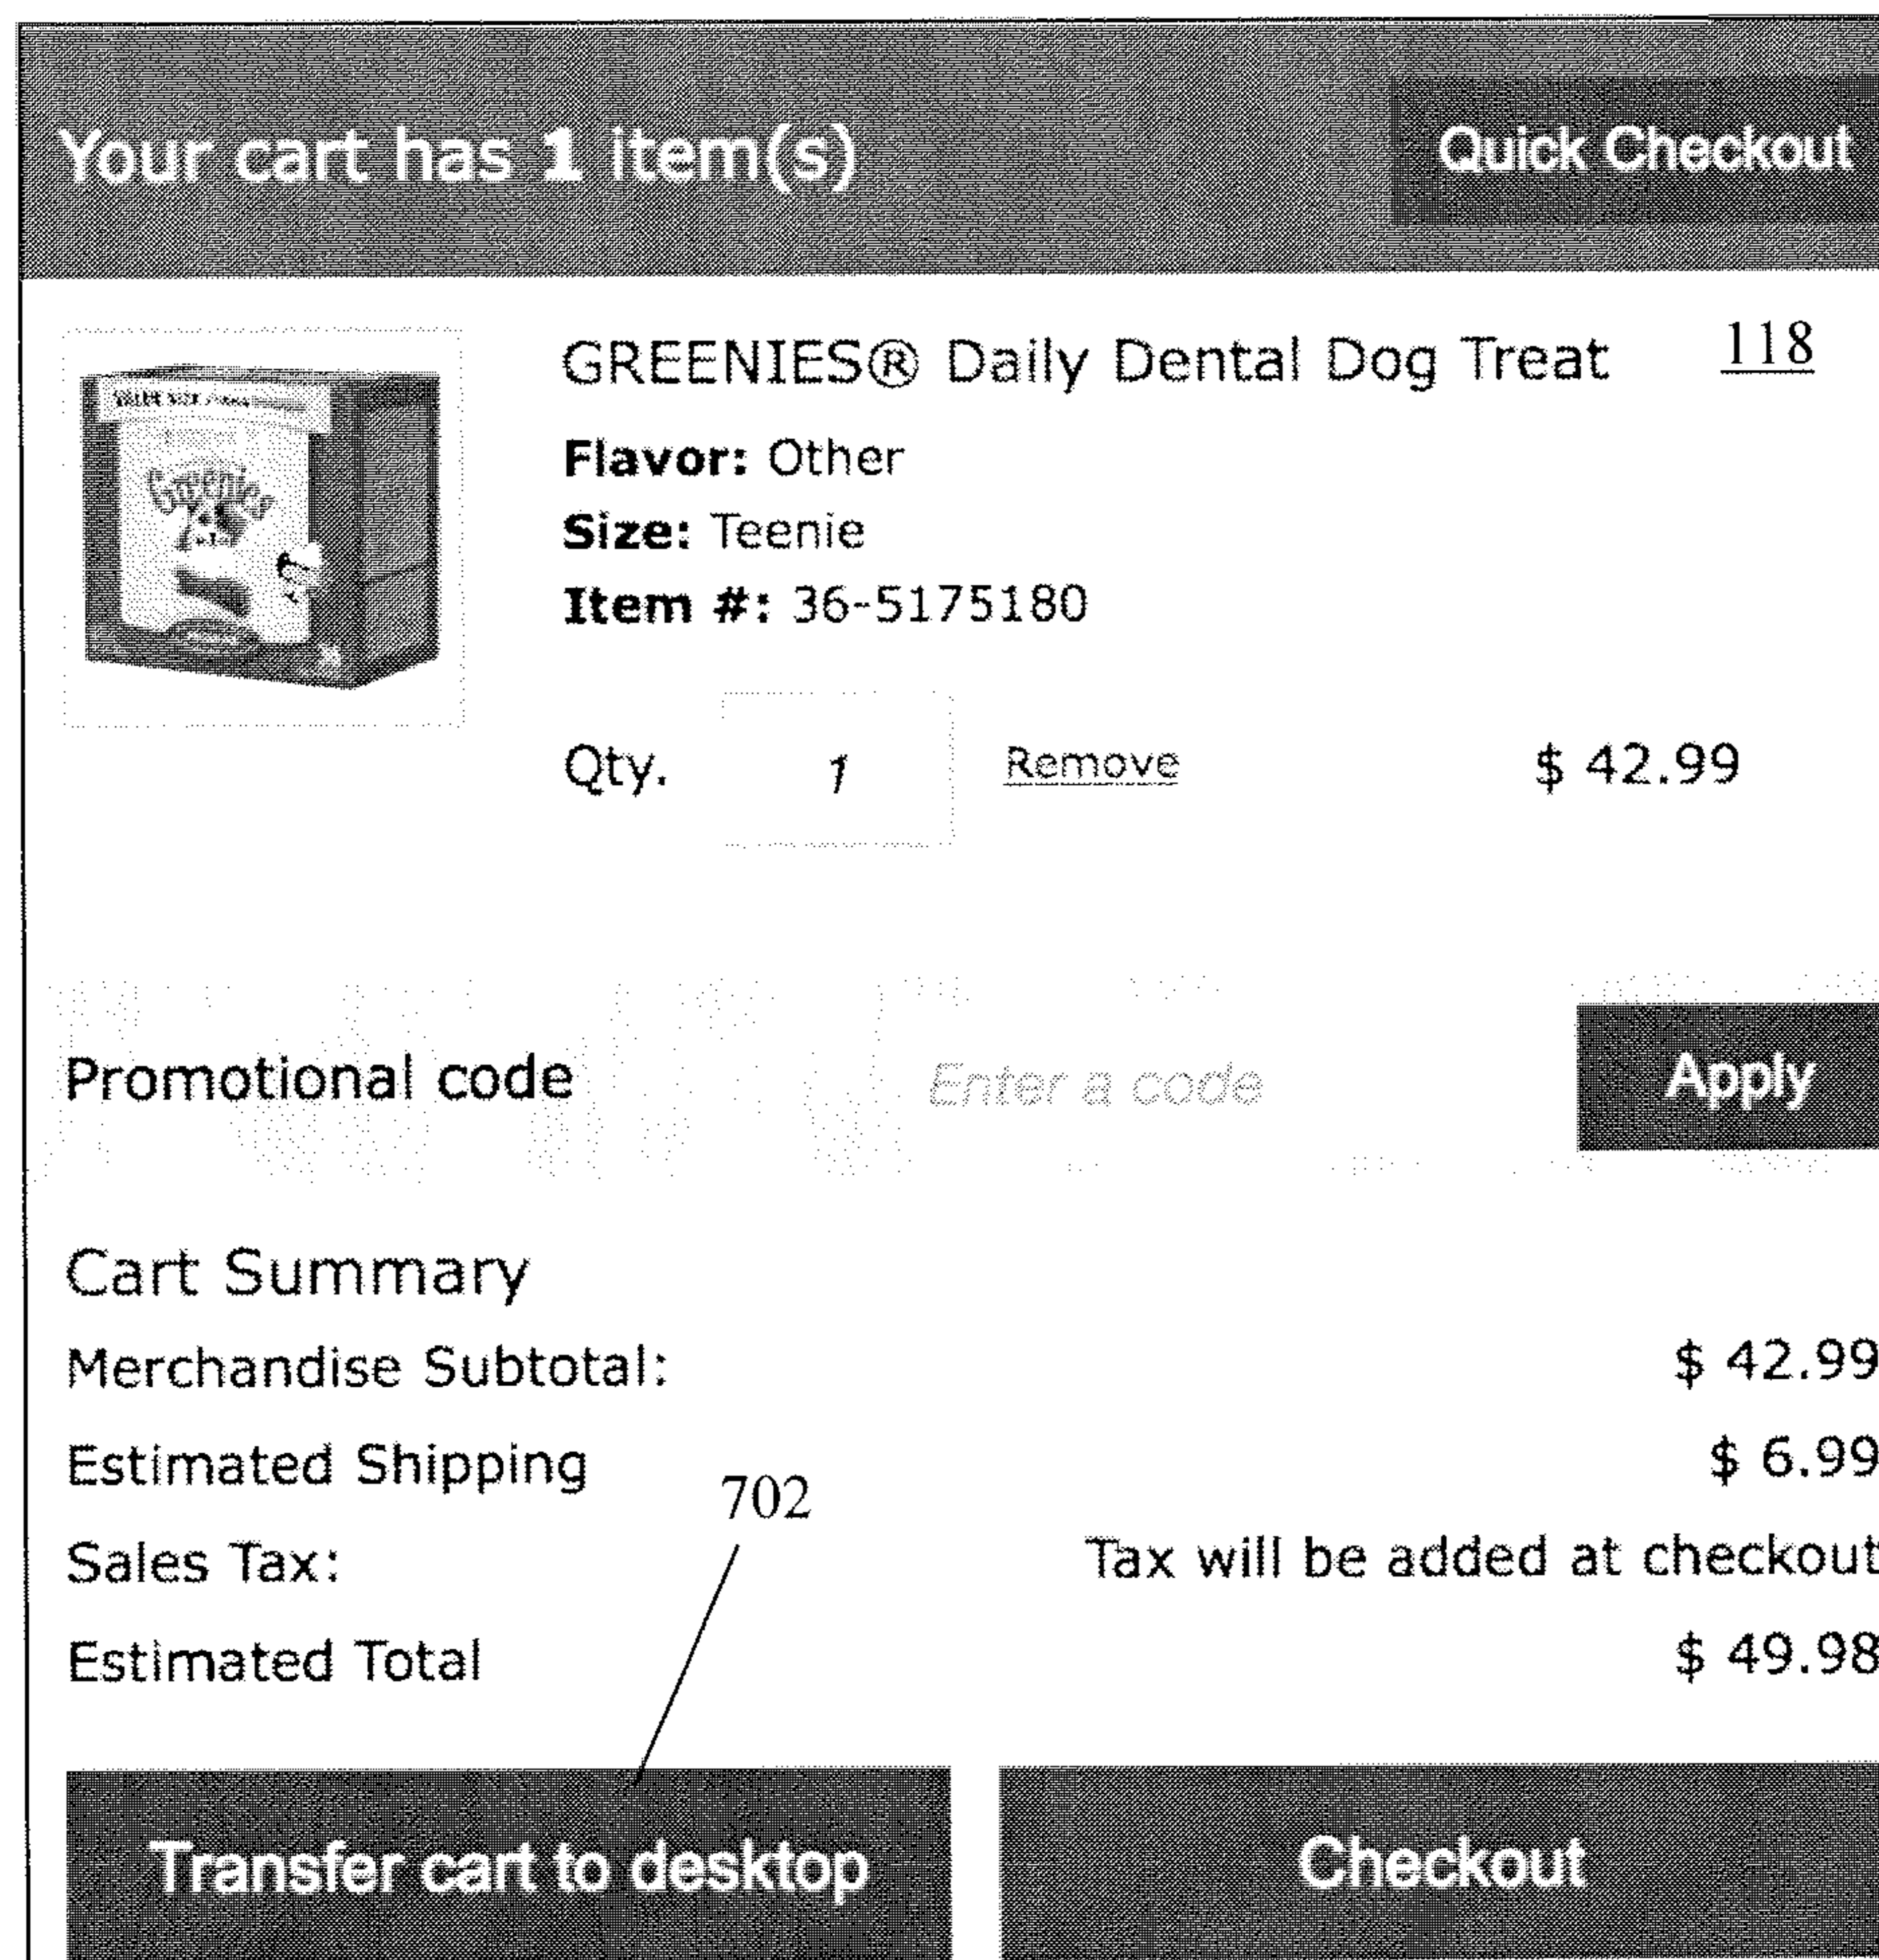 Your cart has 1 item(s) Quick Checkout
GREENIES® Daily Dental Dog Treat 118
VALUE SIZE
Greenies
Flavor: Other
Size: Teenie
Item #: 36-5175180
Qty. 1 Remove $ 42.99
Promotional code Enter a code Apply
Cart Summary
Merchandise Subtotal: $ 42.99
Estimated Shipping $ 6.99
702
Sales Tax: Tax will be added at checkout
Estimated Total $ 49.98
Transfer cart to desktop Checkout